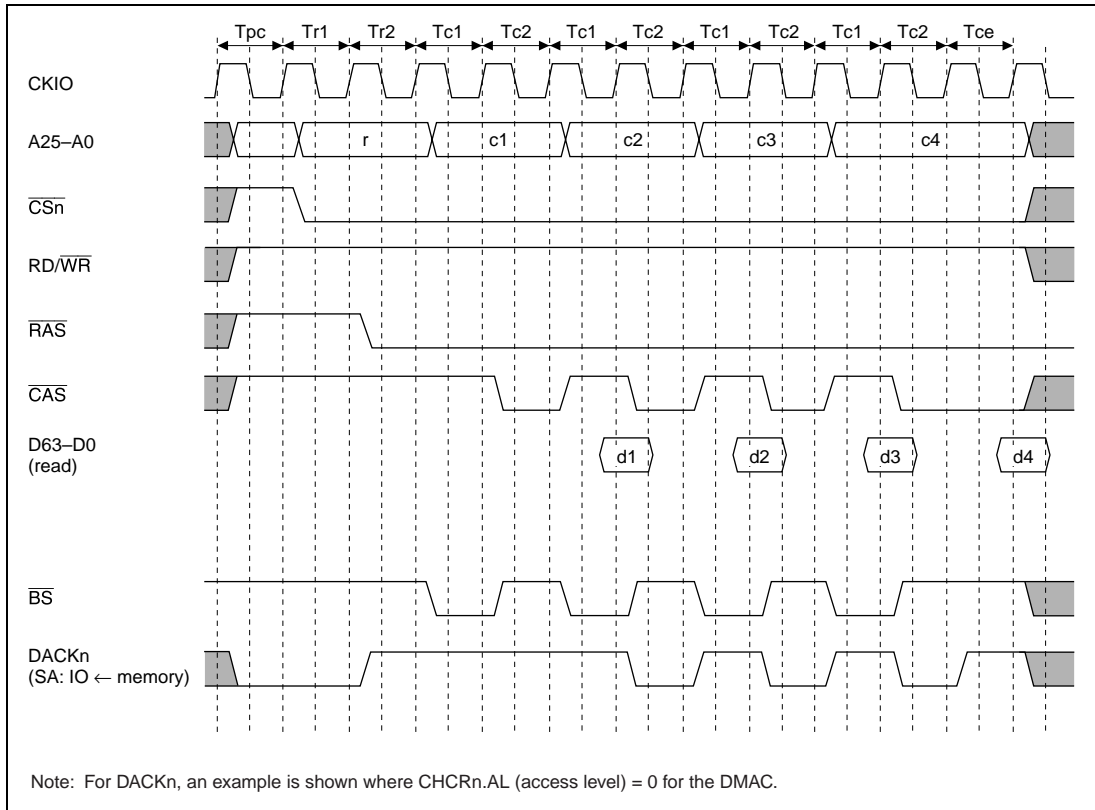 Tpc Tr1 Tr2 Tc1 Tc2 Tc1 Tc2 Tc1 Tc2 Tc1 Tc2 Tce
CKIO
A25–A0 r c1 c2 c3 c4
CSn
RD/WR
RAS
CAS
D63–D0
(read) d1 d2 d3 d4
BS
DACKn
(SA: IO ← memory)
Note: For DACKn, an example is shown where CHCRn.AL (access level) = 0 for the DMAC.